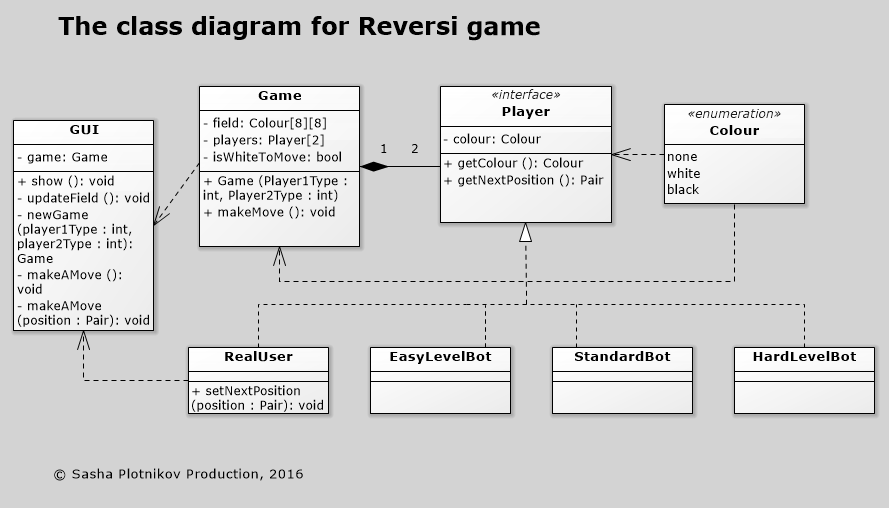 The class diagram for Reversi game
GUI
- game: Game
+ show (): void
- updateField (): void
- newGame
(player1Type : int,
player2Type : int):
Game
- makeAMove ():
void
- makeAMove
(position : Pair): void
Game
- field: Colour[8][8]
- players: Player[2]
- isWhiteToMove: bool
+ Game (Player1Type :
int, Player2Type : int)
+ makeMove (): void
1 2
«interface»
Player
- colour: Colour
+ getColour (): Colour
+ getNextPosition (): Pair
«enumeration»
Colour
none
white
black
RealUser
+ setNextPosition
(position : Pair): void
EasyLevelBot
StandardBot
HardLevelBot
© Sasha Plotnikov Production, 2016